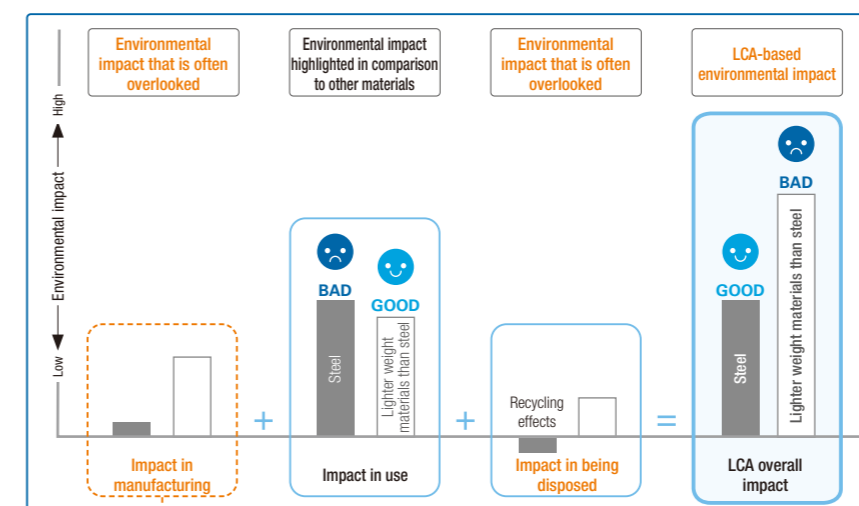 Environmental
impact that is often
overlooked
Environmental impact
highlighted in comparison
to other materials
Environmental
impact that is often
overlooked
LCA-based
environmental impact
High
Environmental impact
Low
BAD
GOOD
Steel
Lighter weight
materials than steel
Recycling
effects
BAD
GOOD
Steel
Lighter weight materials than steel
+
+
=
Impact in
manufacturing
Impact in use
Impact in being
disposed
LCA overall
impact